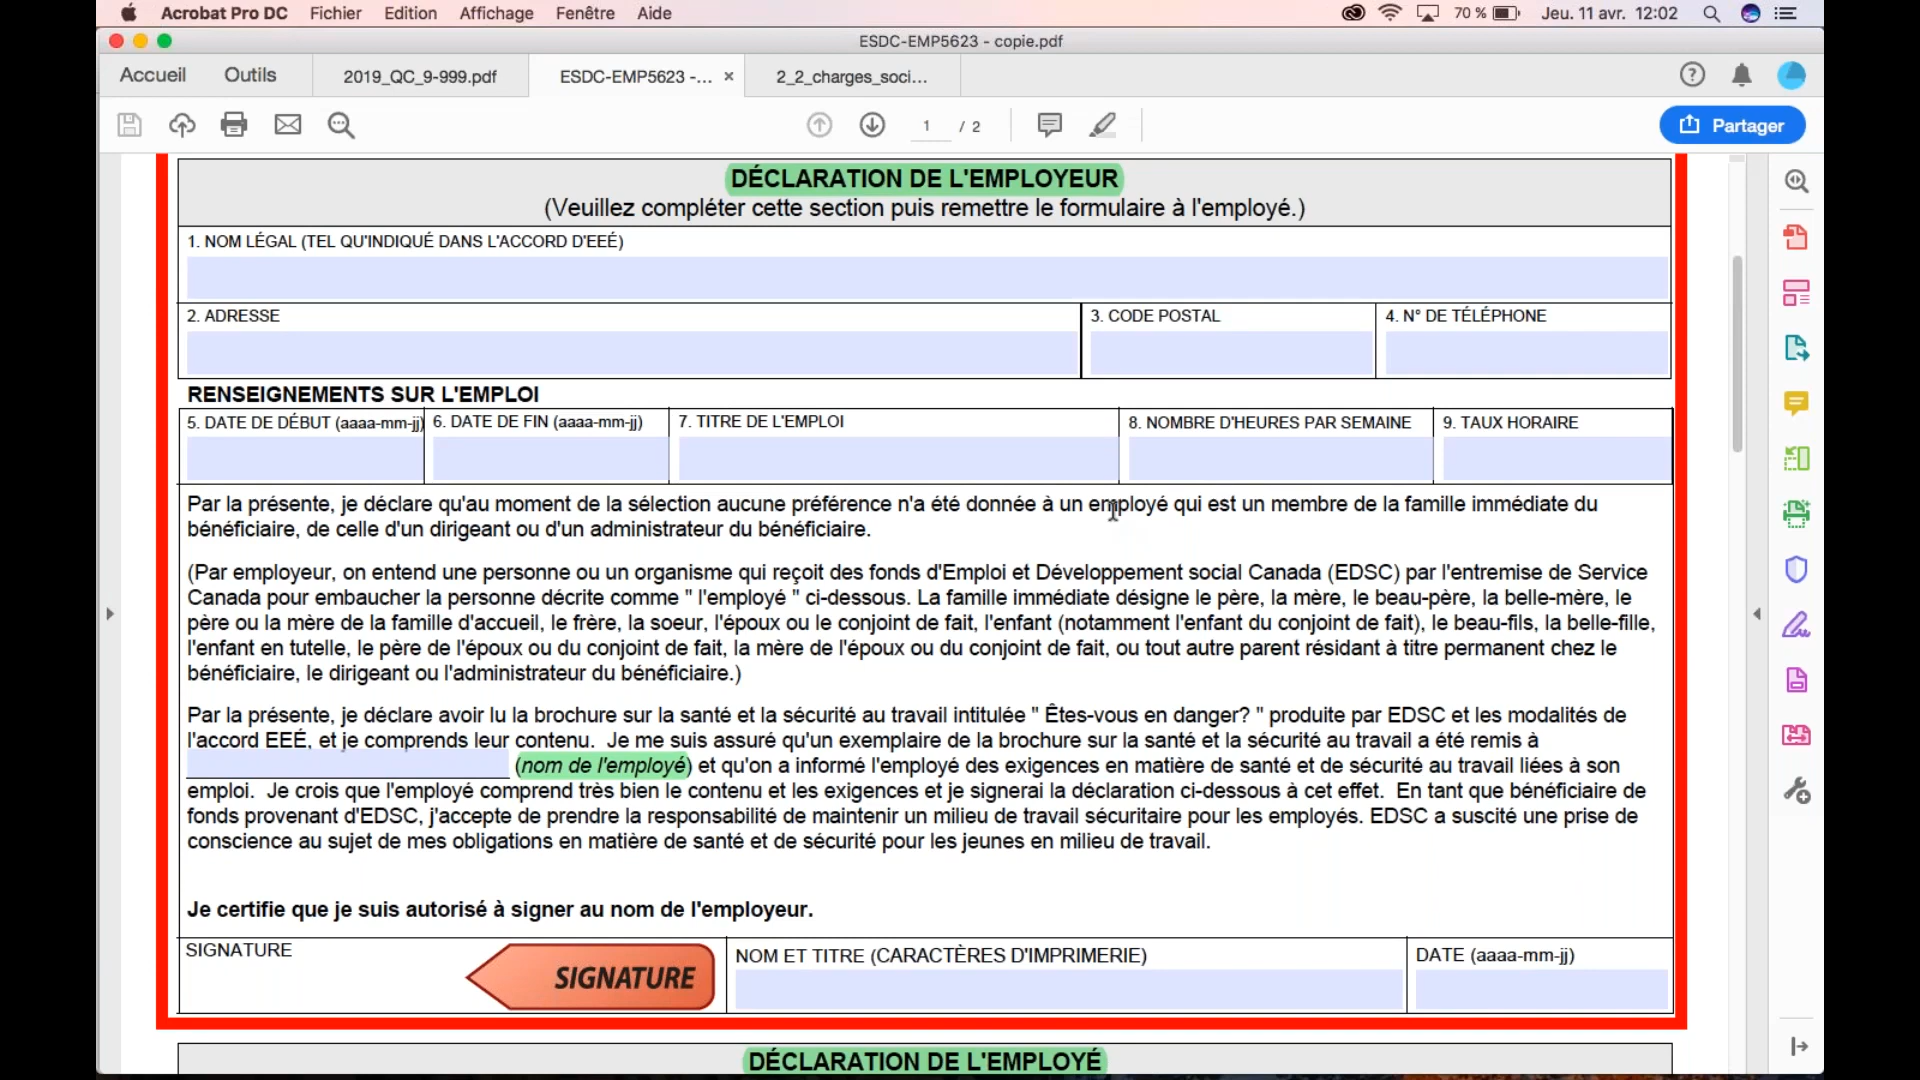 Acrobat Pro DC Fichier Edition Affichage Fenêtre Aide 70 % Jeu. 11 avr. 12:02
ESDC-EMP5623 - copie.pdf
Accueil Outils 2019_QC_9-999.pdf ESDC-EMP5623 -... × 2_2_charges_soci...
1 / 2 Partager
DÉCLARATION DE L'EMPLOYEUR
(Veuillez compléter cette section puis remettre le formulaire à l'employé.)
1. NOM LÉGAL (TEL QU'INDIQUÉ DANS L'ACCORD D'EEÉ)
2. ADRESSE 3. CODE POSTAL 4. N° DE TÉLÉPHONE
RENSEIGNEMENTS SUR L'EMPLOI
5. DATE DE DÉBUT (aaaa-mm-jj) 6. DATE DE FIN (aaaa-mm-jj) 7. TITRE DE L'EMPLOI 8. NOMBRE D'HEURES PAR SEMAINE 9. TAUX HORAIRE
Par la présente, je déclare qu'au moment de la sélection aucune préférence n'a été donnée à un employé qui est un membre de la famille immédiate du
bénéficiaire, de celle d'un dirigeant ou d'un administrateur du bénéficiaire.
(Par employeur, on entend une personne ou un organisme qui reçoit des fonds d'Emploi et Développement social Canada (EDSC) par l'entremise de Service
Canada pour embaucher la personne décrite comme " l'employé " ci-dessous. La famille immédiate désigne le père, la mère, le beau-père, la belle-mère, le
père ou la mère de la famille d'accueil, le frère, la soeur, l'époux ou le conjoint de fait, l'enfant (notamment l'enfant du conjoint de fait), le beau-fils, la belle-fille,
l'enfant en tutelle, le père de l'époux ou du conjoint de fait, la mère de l'époux ou du conjoint de fait, ou tout autre parent résidant à titre permanent chez le
bénéficiaire, le dirigeant ou l'administrateur du bénéficiaire.)
Par la présente, je déclare avoir lu la brochure sur la santé et la sécurité au travail intitulée " Êtes-vous en danger? " produite par EDSC et les modalités de
l'accord EEÉ, et je comprends leur contenu. Je me suis assuré qu'un exemplaire de la brochure sur la santé et la sécurité au travail a été remis à
(nom de l'employé) et qu'on a informé l'employé des exigences en matière de santé et de sécurité au travail liées à son
emploi. Je crois que l'employé comprend très bien le contenu et les exigences et je signerai la déclaration ci-dessous à cet effet. En tant que bénéficiaire de
fonds provenant d'EDSC, j'accepte de prendre la responsabilité de maintenir un milieu de travail sécuritaire pour les employés. EDSC a suscité une prise de
conscience au sujet de mes obligations en matière de santé et de sécurité pour les jeunes en milieu de travail.
Je certifie que je suis autorisé à signer au nom de l'employeur.
SIGNATURE SIGNATURE NOM ET TITRE (CARACTÈRES D'IMPRIMERIE) DATE (aaaa-mm-jj)
DÉCLARATION DE L'EMPLOYÉ